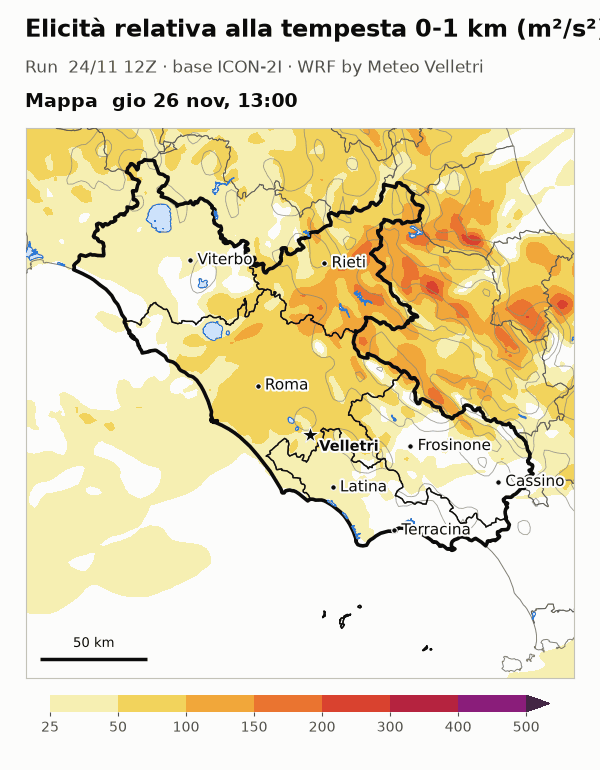 Elicità relativa alla tempesta 0-1 km (m²/s²)
Run  24/11 12Z · base ICON-2I · WRF by Meteo Velletri
Mappa  gio 26 nov, 13:00
Viterbo
Rieti
Roma
Velletri
Frosinone
Latina
Cassino
Terracina
50 km
25 50 100 150 200 300 400 500